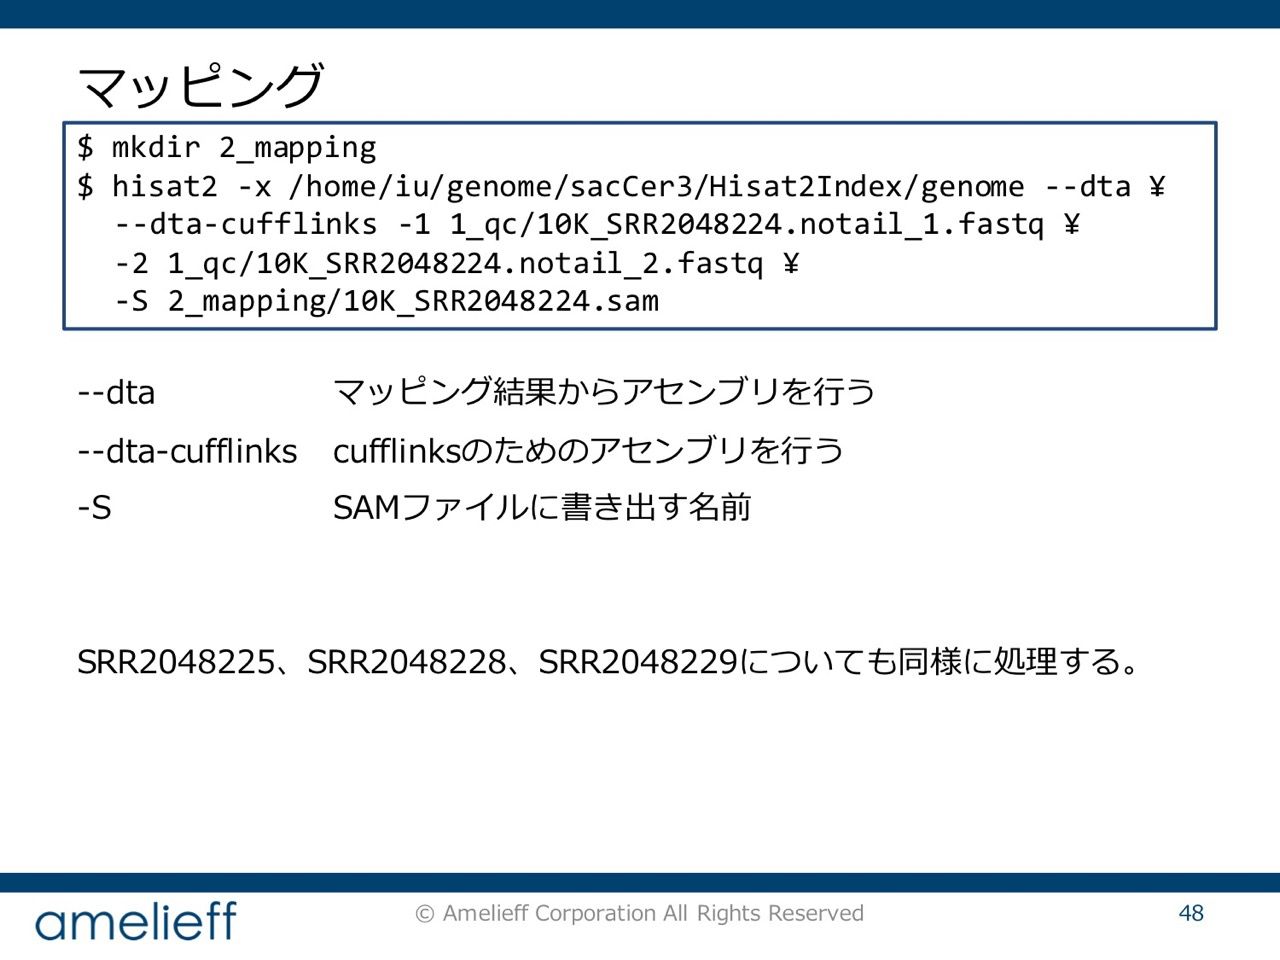 マッピング
$ mkdir 2_mapping
$ hisat2 -x /home/iu/genome/sacCer3/Hisat2Index/genome --dta ¥
--dta-cufflinks -1 1_qc/10K_SRR2048224.notail_1.fastq ¥
-2 1_qc/10K_SRR2048224.notail_2.fastq ¥
-S 2_mapping/10K_SRR2048224.sam
--dta マッピング結果からアセンブリを行う
--dta-cufflinks cufflinksのためのアセンブリを行う
-S SAMファイルに書き出す名前
SRR2048225、SRR2048228、SRR2048229についても同様に処理する。
amelieff
© Amelieff Corporation All Rights Reserved
48